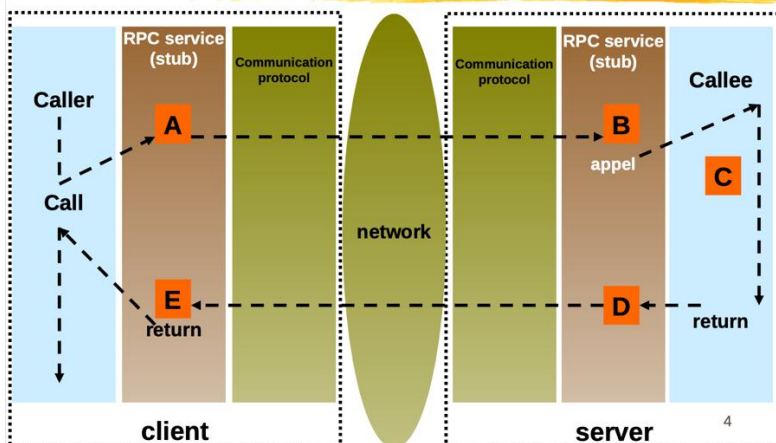 RPC service
(stub)
Communication
protocol
Caller
A
Call
E
return
client
network
Communication
protocol
RPC service
(stub)
B
appel
Callee
C
D
return
server
4